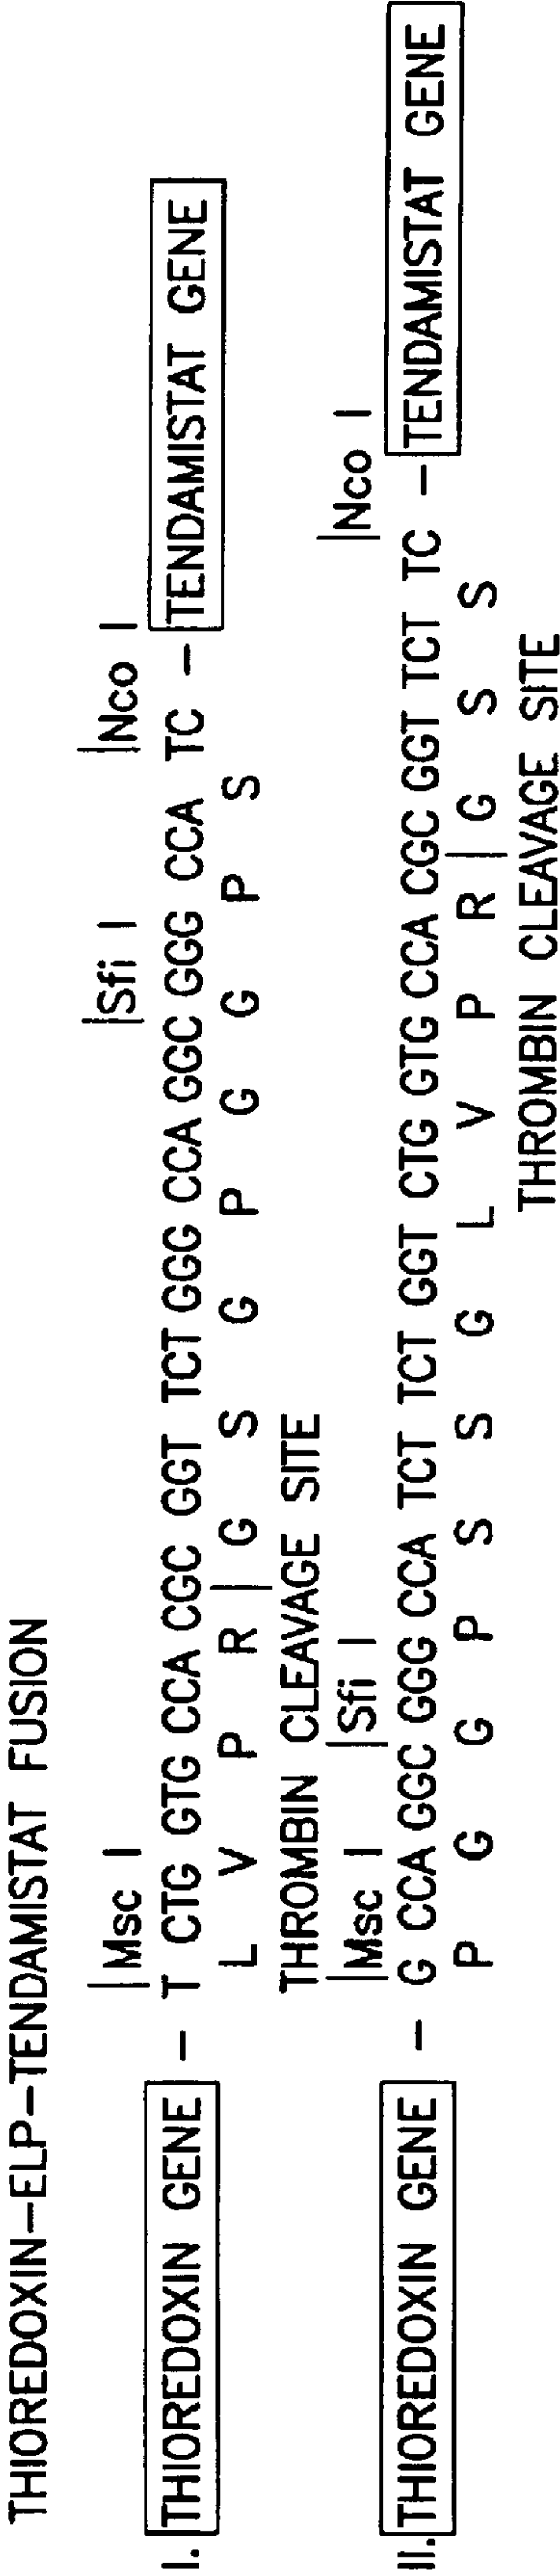 THIOREDOXIN-ELP-TENDAMISTAT FUSION
Msc I Sfi I Nco I
I. THIOREDOXIN GENE - T CTG GTG CCA CGC GGT TCT GGG CCA GGC GGG CCA TC - TENDAMISTAT GENE
L V P R G S G P G G P S
THROMBIN CLEAVAGE SITE
Msc I Sfi I Nco I
II. THIOREDOXIN GENE - G CCA GGC GGG CCA TCT TCT GGT CTG GTG CCA CGC GGT TCT TC - TENDAMISTAT GENE
P G G P S S G L V P R G S S
THROMBIN CLEAVAGE SITE